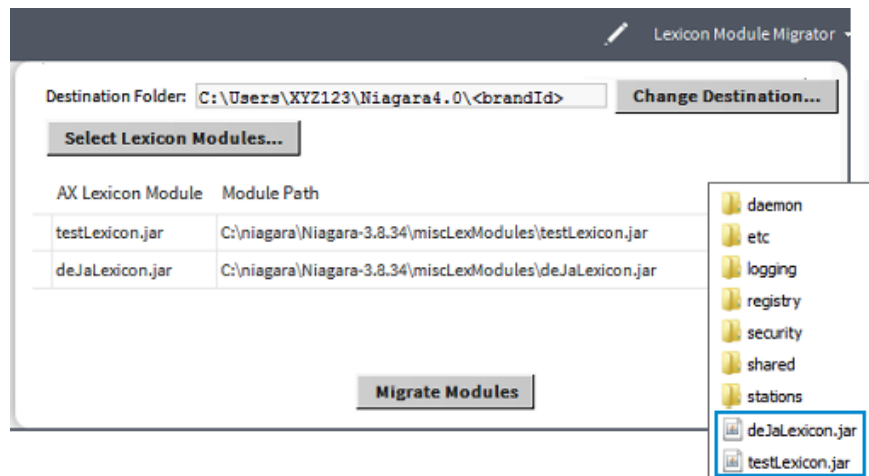 Lexicon Module Migrator
Destination Folder: C:\Users\XYZ123\Niagara4.0\<brandId> Change Destination...
Select Lexicon Modules...
AX Lexicon Module Module Path
testLexicon.jar C:\niagara\Niagara-3.8.34\miscLexModules\testLexicon.jar
deJaLexicon.jar C:\niagara\Niagara-3.8.34\miscLexModules\deJaLexicon.jar
Migrate Modules
daemon
etc
logging
registry
security
shared
stations
deJaLexicon.jar
testLexicon.jar